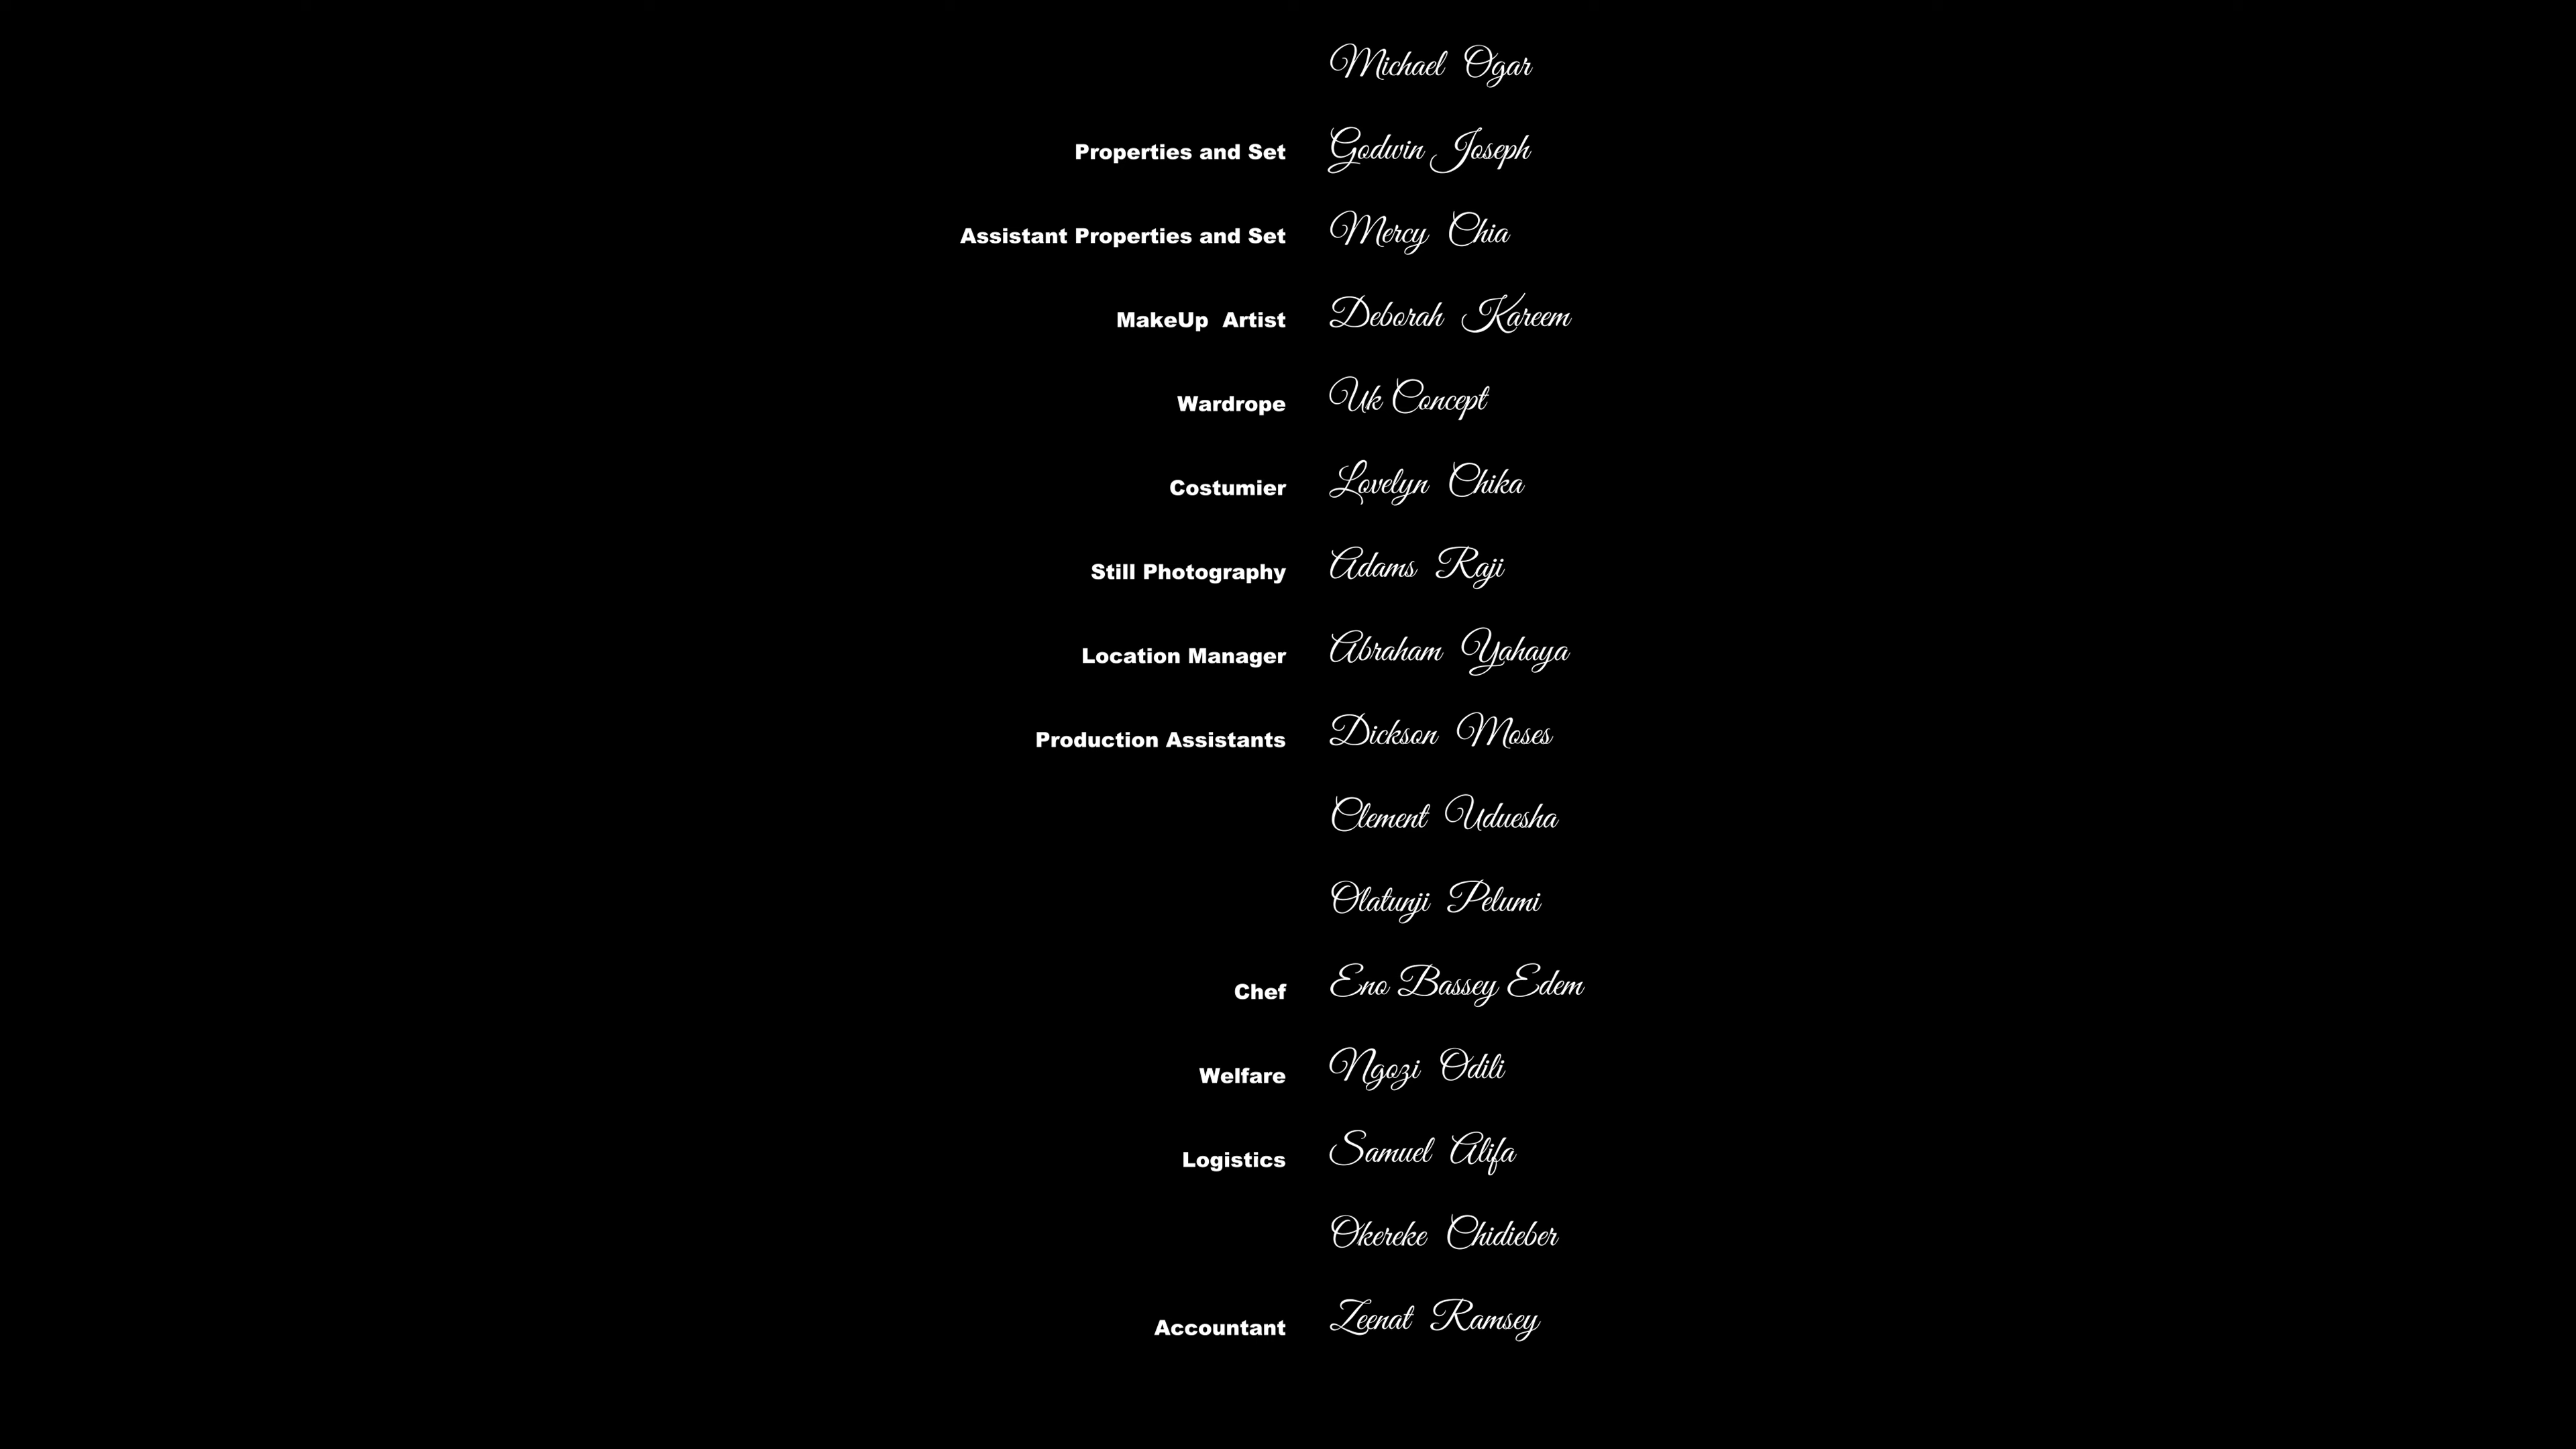 Michael Ogar
Properties and Set Godwin Joseph
Assistant Properties and Set Mercy Chia
MakeUp Artist Deborah Kareem
Wardrope Uk Concept
Costumier Lovelyn Chika
Still Photography Adams Raji
Location Manager Abraham Yahaya
Production Assistants Dickson Moses
Clement Uduesha
Olatunji Pelumi
Chef Eno Bassey Edem
Welfare Ngozi Odili
Logistics Samuel Alifa
Okereke Chidieber
Accountant Zeenat Ramsey